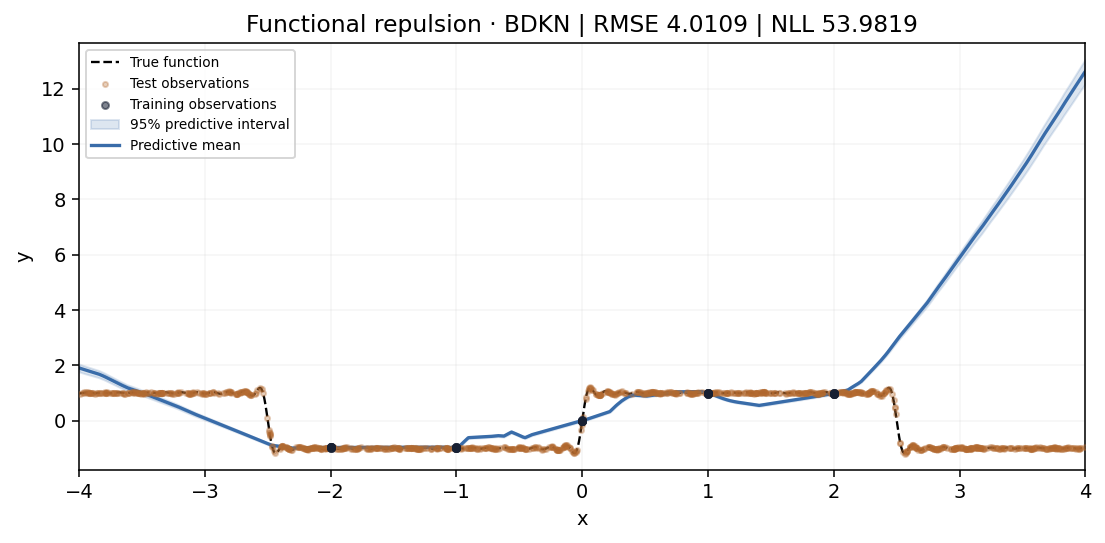 Functional repulsion · BDKN | RMSE 4.0109 | NLL 53.9819
True function
Test observations
Training observations
95% predictive interval
Predictive mean
12
10
8
6
4
2
0
y
−4
−3
−2
−1
0
1
2
3
4
x